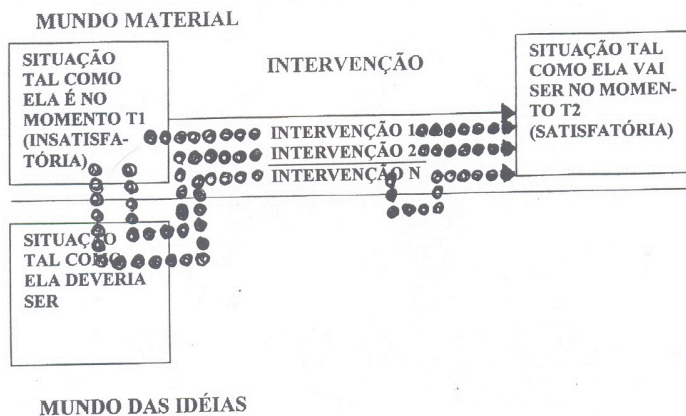 MUNDO MATERIAL
SITUAÇÃO
TAL COMO
ELA É NO
MOMENTO T1
(INSATISFA-
TÓRIA)
INTERVENÇÃO
INTERVENÇÃO 1
INTERVENÇÃO 2
INTERVENÇÃO N
SITUAÇÃO TAL
COMO ELA VAI
SER NO MOMEN-
TO T2
(SATISFATÓRIA)
SITUAÇÃO
TAL COMO
ELA DEVERIA
SER
MUNDO DAS IDÉIAS